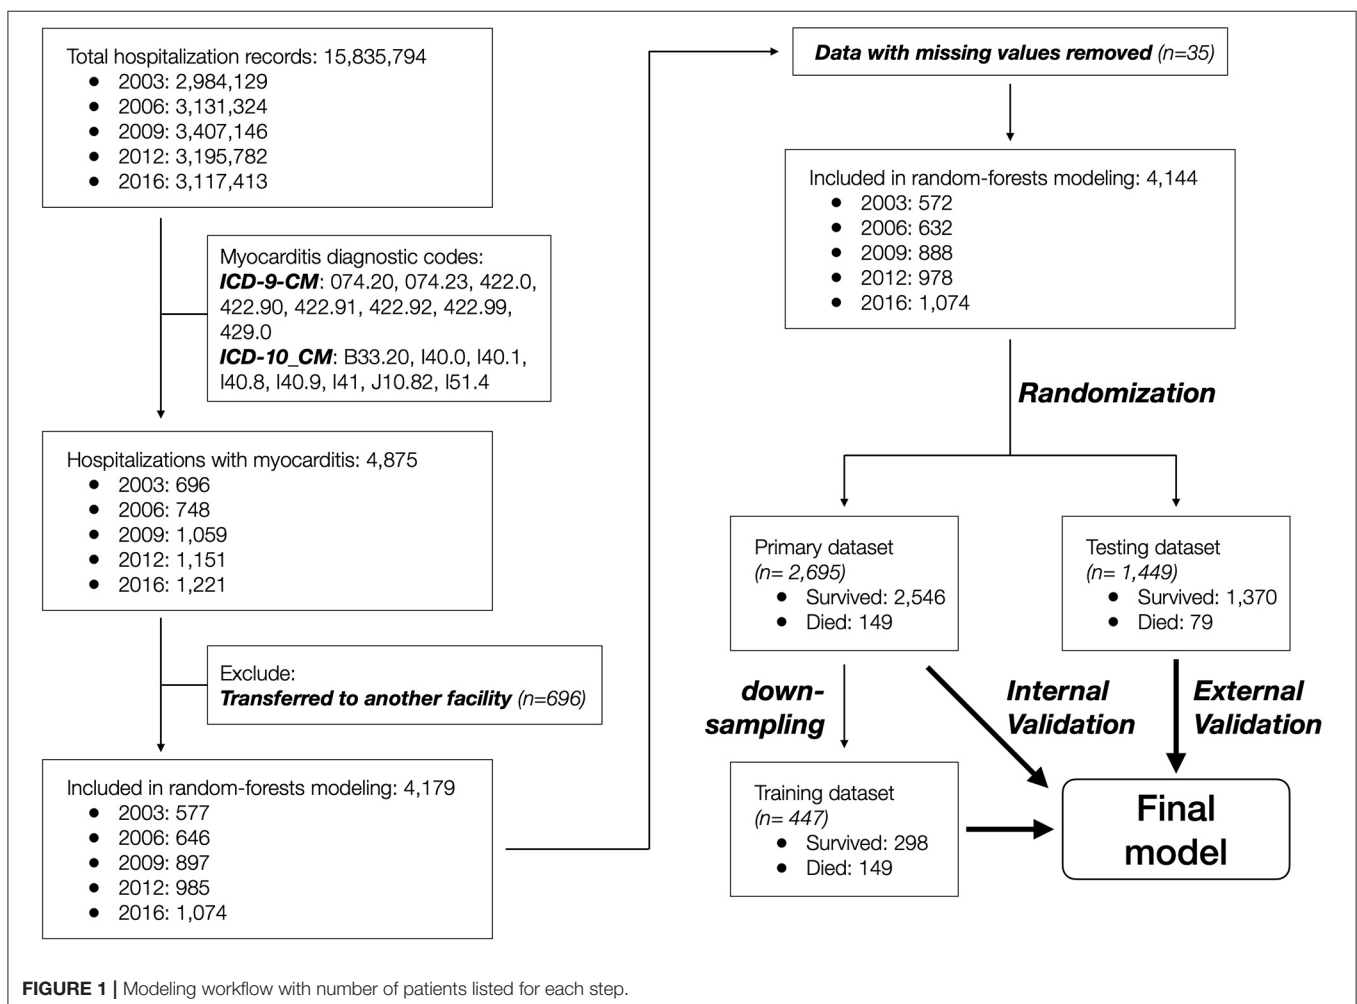 Total hospitalization records: 15,835,794
● 2003: 2,984,129
● 2006: 3,131,324
● 2009: 3,407,146
● 2012: 3,195,782
● 2016: 3,117,413
Myocarditis diagnostic codes:
ICD-9-CM: 074.20, 074.23, 422.0,
422.90, 422.91, 422.92, 422.99,
429.0
ICD-10_CM: B33.20, I40.0, I40.1,
I40.8, I40.9, I41, J10.82, I51.4
Hospitalizations with myocarditis: 4,875
● 2003: 696
● 2006: 748
● 2009: 1,059
● 2012: 1,151
● 2016: 1,221
Exclude:
Transferred to another facility (n=696)
Included in random-forests modeling: 4,179
● 2003: 577
● 2006: 646
● 2009: 897
● 2012: 985
● 2016: 1,074
Data with missing values removed (n=35)
Included in random-forests modeling: 4,144
● 2003: 572
● 2006: 632
● 2009: 888
● 2012: 978
● 2016: 1,074
Randomization
Primary dataset
(n= 2,695)
● Survived: 2,546
● Died: 149
Testing dataset
(n= 1,449)
● Survived: 1,370
● Died: 79
down-
sampling
Internal
Validation
External
Validation
Training dataset
(n= 447)
● Survived: 298
● Died: 149
Final
model
FIGURE 1 | Modeling workflow with number of patients listed for each step.